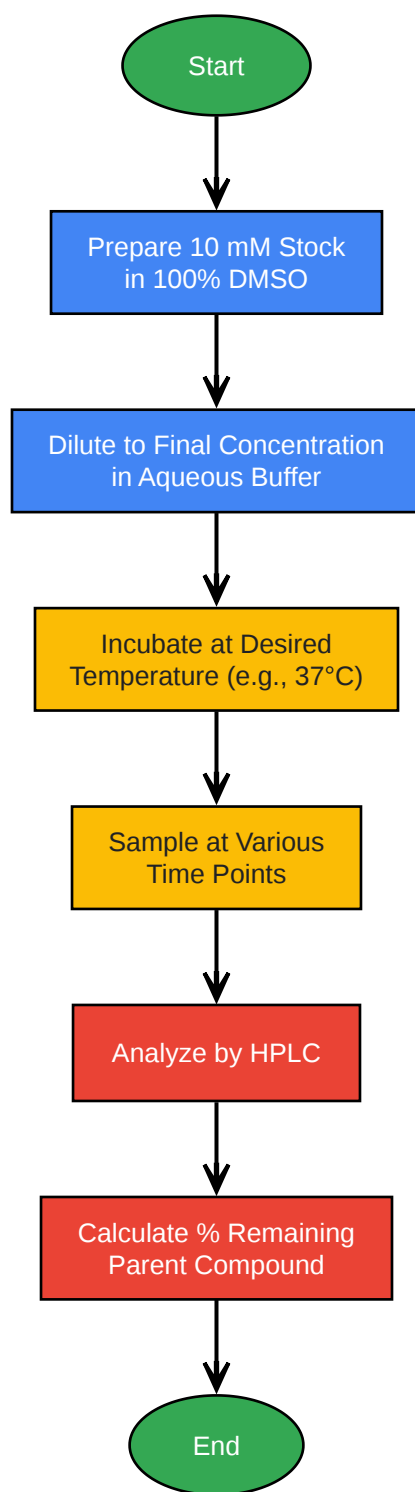 Start
Prepare 10 mM Stock
in 100% DMSO
Dilute to Final Concentration
in Aqueous Buffer
Incubate at Desired
Temperature (e.g., 37°C)
Sample at Various
Time Points
Analyze by HPLC
Calculate % Remaining
Parent Compound
End